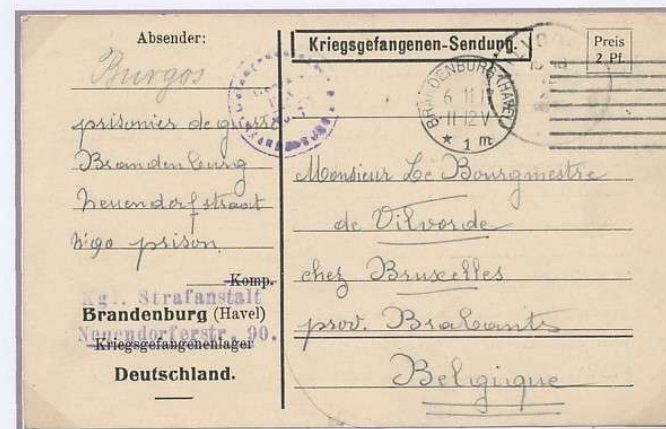 Absender:
Burgos
prisonier de guerre
Brandenburg
Neuendorfstraat
N: 90 prison
Komp.
Kgl. Strafanstalt
Brandenburg (Havel)
Neuendorferstr. 90.
Kriegsgefangenenlager
Deutschland.
Kriegsgefangenen-Sendung.
Preis
2 Pf.
BRANDENBURG (HAVEL)
6 11 1
11-12 V
* 1 m
Monsieur Le Bourgmestre
de Vilvorde
chez Bruxelles
prov. Brabants
Belgique